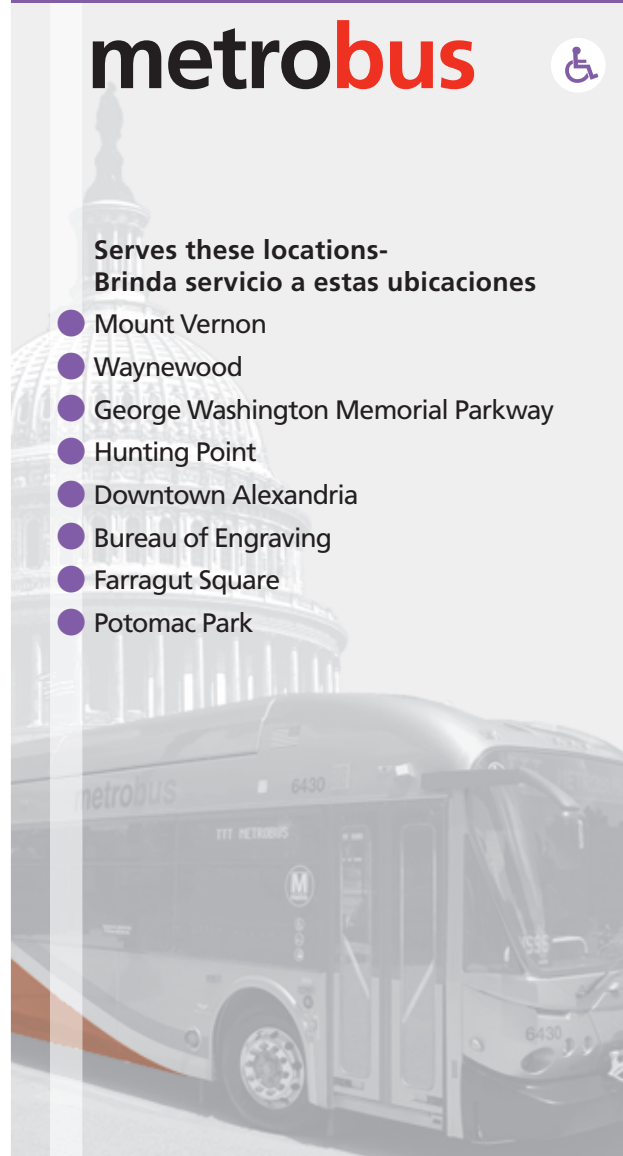 metrobus
Serves these locations-
Brinda servicio a estas ubicaciones
Mount Vernon
Waynewood
George Washington Memorial Parkway
Hunting Point
Downtown Alexandria
Bureau of Engraving
Farragut Square
Potomac Park
metrobus
6430
TTT METROBUS
M
6430